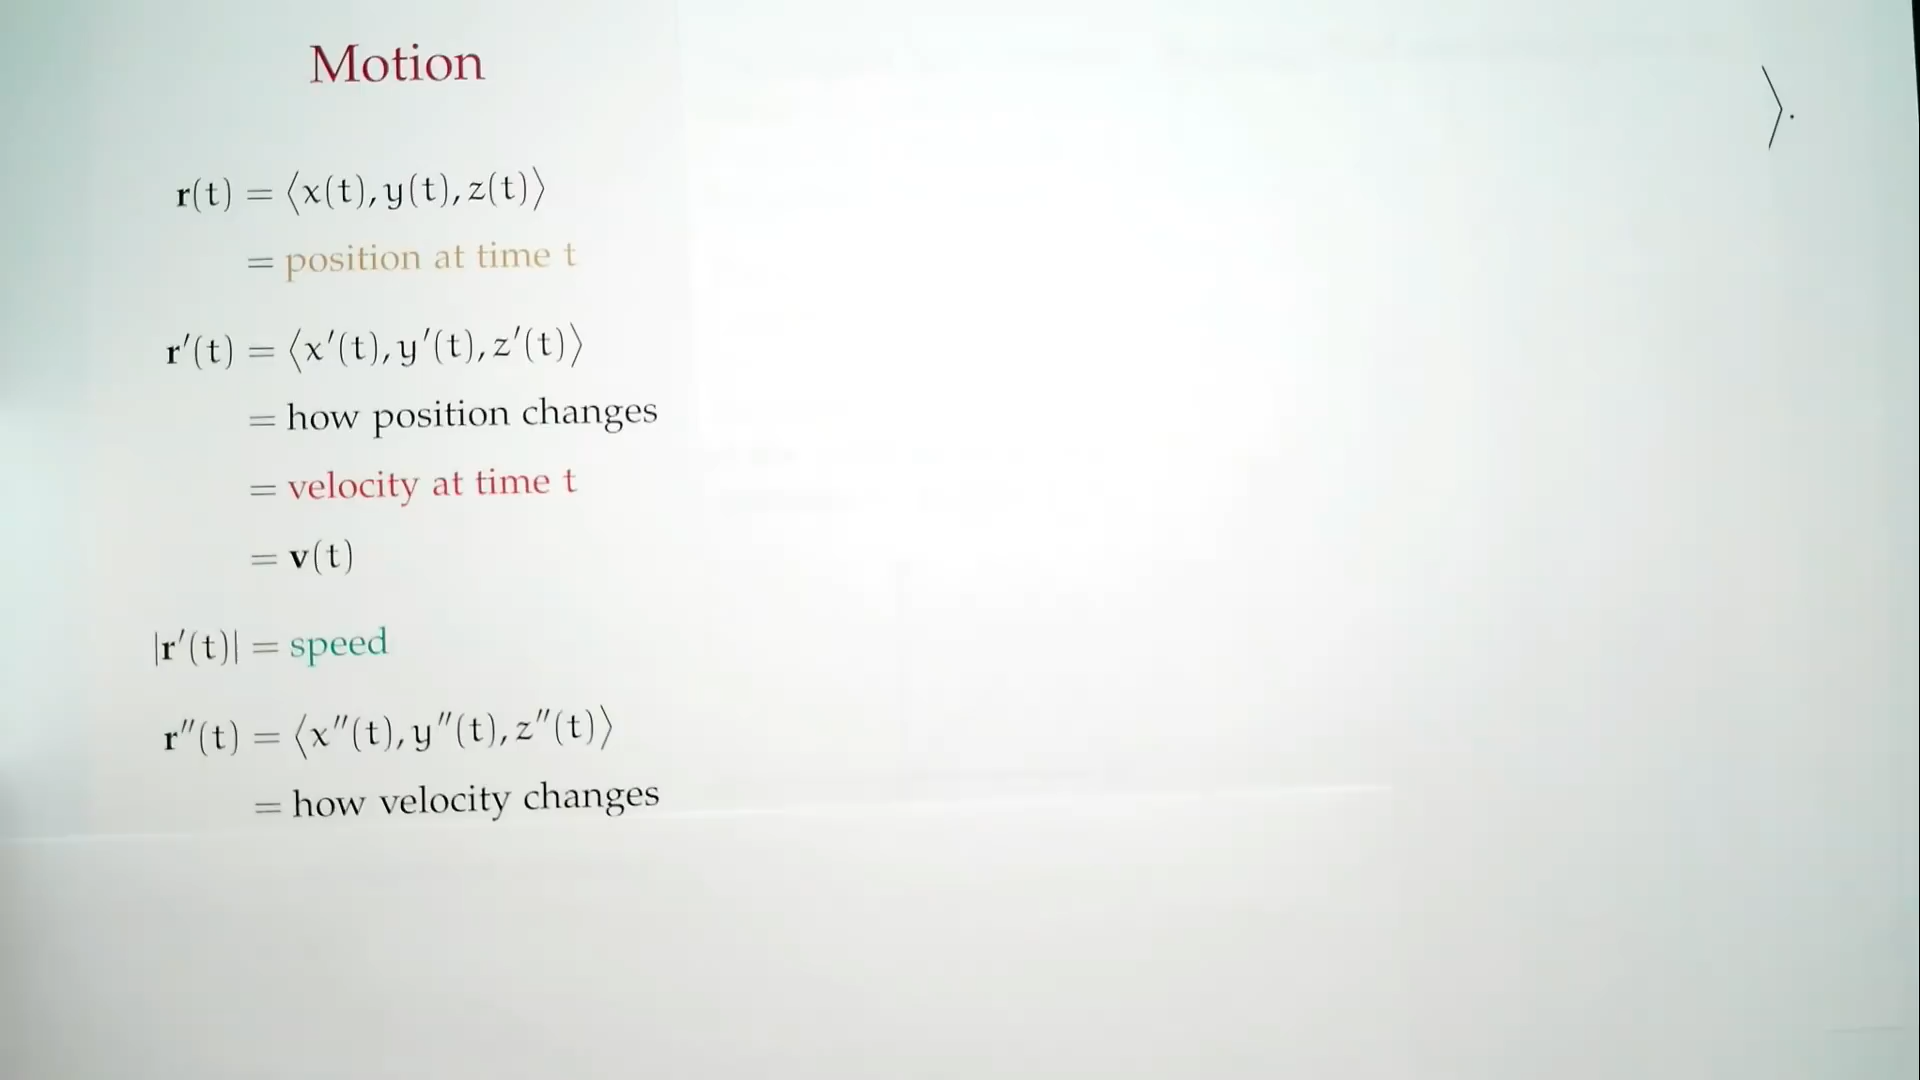 Motion
r(t) = ⟨x(t), y(t), z(t)⟩
= position at time t
r′(t) = ⟨x′(t), y′(t), z′(t)⟩
= how position changes
= velocity at time t
= v(t)
|r′(t)| = speed
r″(t) = ⟨x″(t), y″(t), z″(t)⟩
= how velocity changes
⟩.